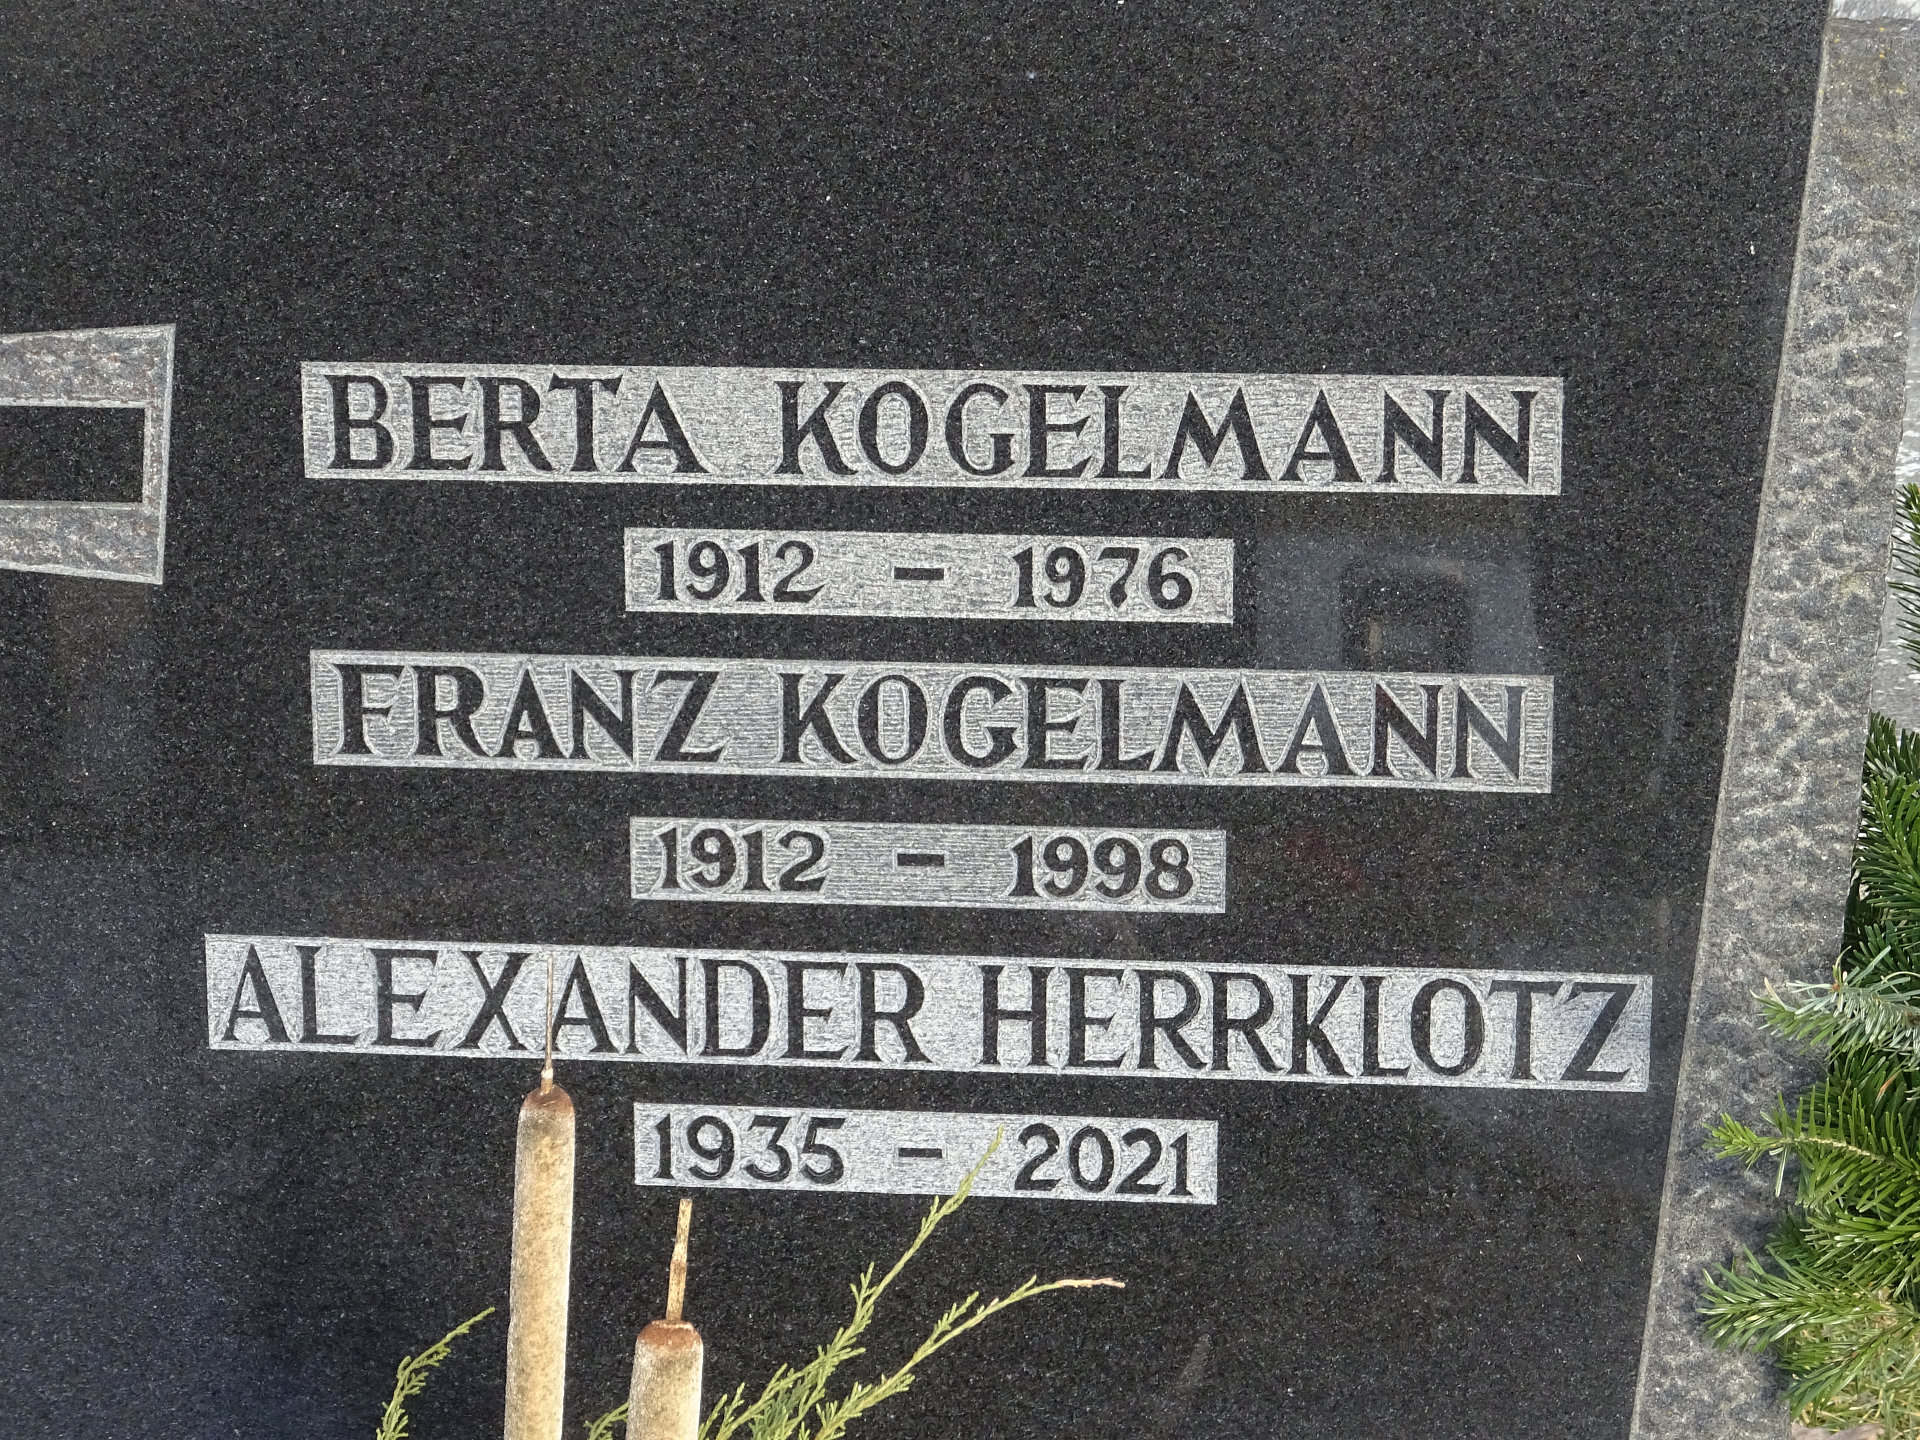 BERTA KOGELMANN
1912 – 1976
FRANZ KOGELMANN
1912 – 1998
ALEXANDER HERRKLOTZ
1935 – 2021